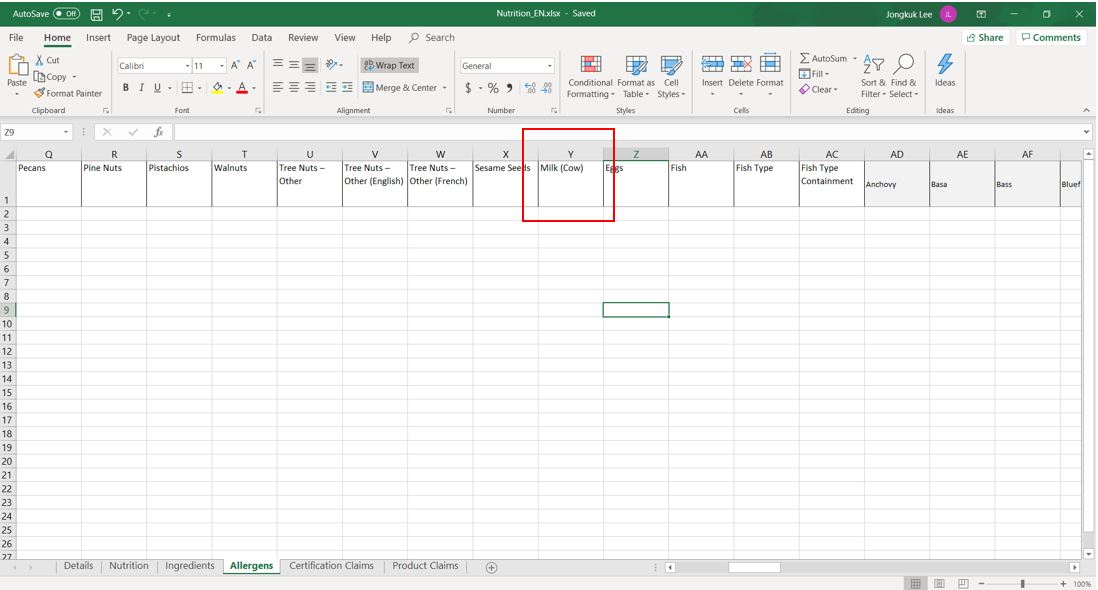 AutoSave Off Nutrition_EN.xlsx - Saved Jongkuk Lee JL
File Home Insert Page Layout Formulas Data Review View Help Search Share Comments
Paste Cut Copy Format Painter
Clipboard
Calibri 11 A A
B I U A
Font
ab Wrap Text
Merge & Center
Alignment
General
$ % 9 .00 .00
Number
Conditional Formatting
Format as Table
Cell Styles
Styles
Insert Delete Format
Cells
AutoSum
Fill
Clear
Sort & Filter
Find & Select
Editing
Ideas
Ideas
Z9 fx
Q R S T U V W X Y Z AA AB AC AD AE AF
1 Pecans Pine Nuts Pistachios Walnuts Tree Nuts – Other Tree Nuts – Other (English) Tree Nuts – Other (French) Sesame Seeds Milk (Cow) Eggs Fish Fish Type Fish Type Containment Anchovy Basa Bass Bluef
2
3
4
5
6
7
8
9
10
11
12
13
14
15
16
17
18
19
20
21
22
23
24
25
26
27
Details Nutrition Ingredients Allergens Certification Claims Product Claims
100%